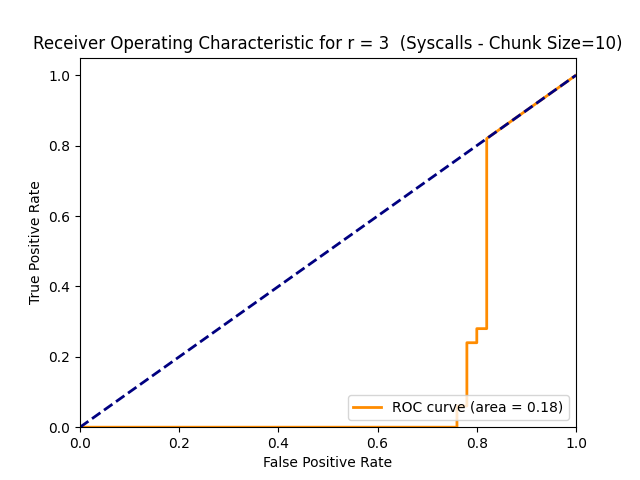 Receiver Operating Characteristic for r = 3  (Syscalls - Chunk Size=10)
True Positive Rate
1.0
0.8
0.6
0.4
0.2
0.0
ROC curve (area = 0.18)
0.0 0.2 0.4 0.6 0.8 1.0
False Positive Rate